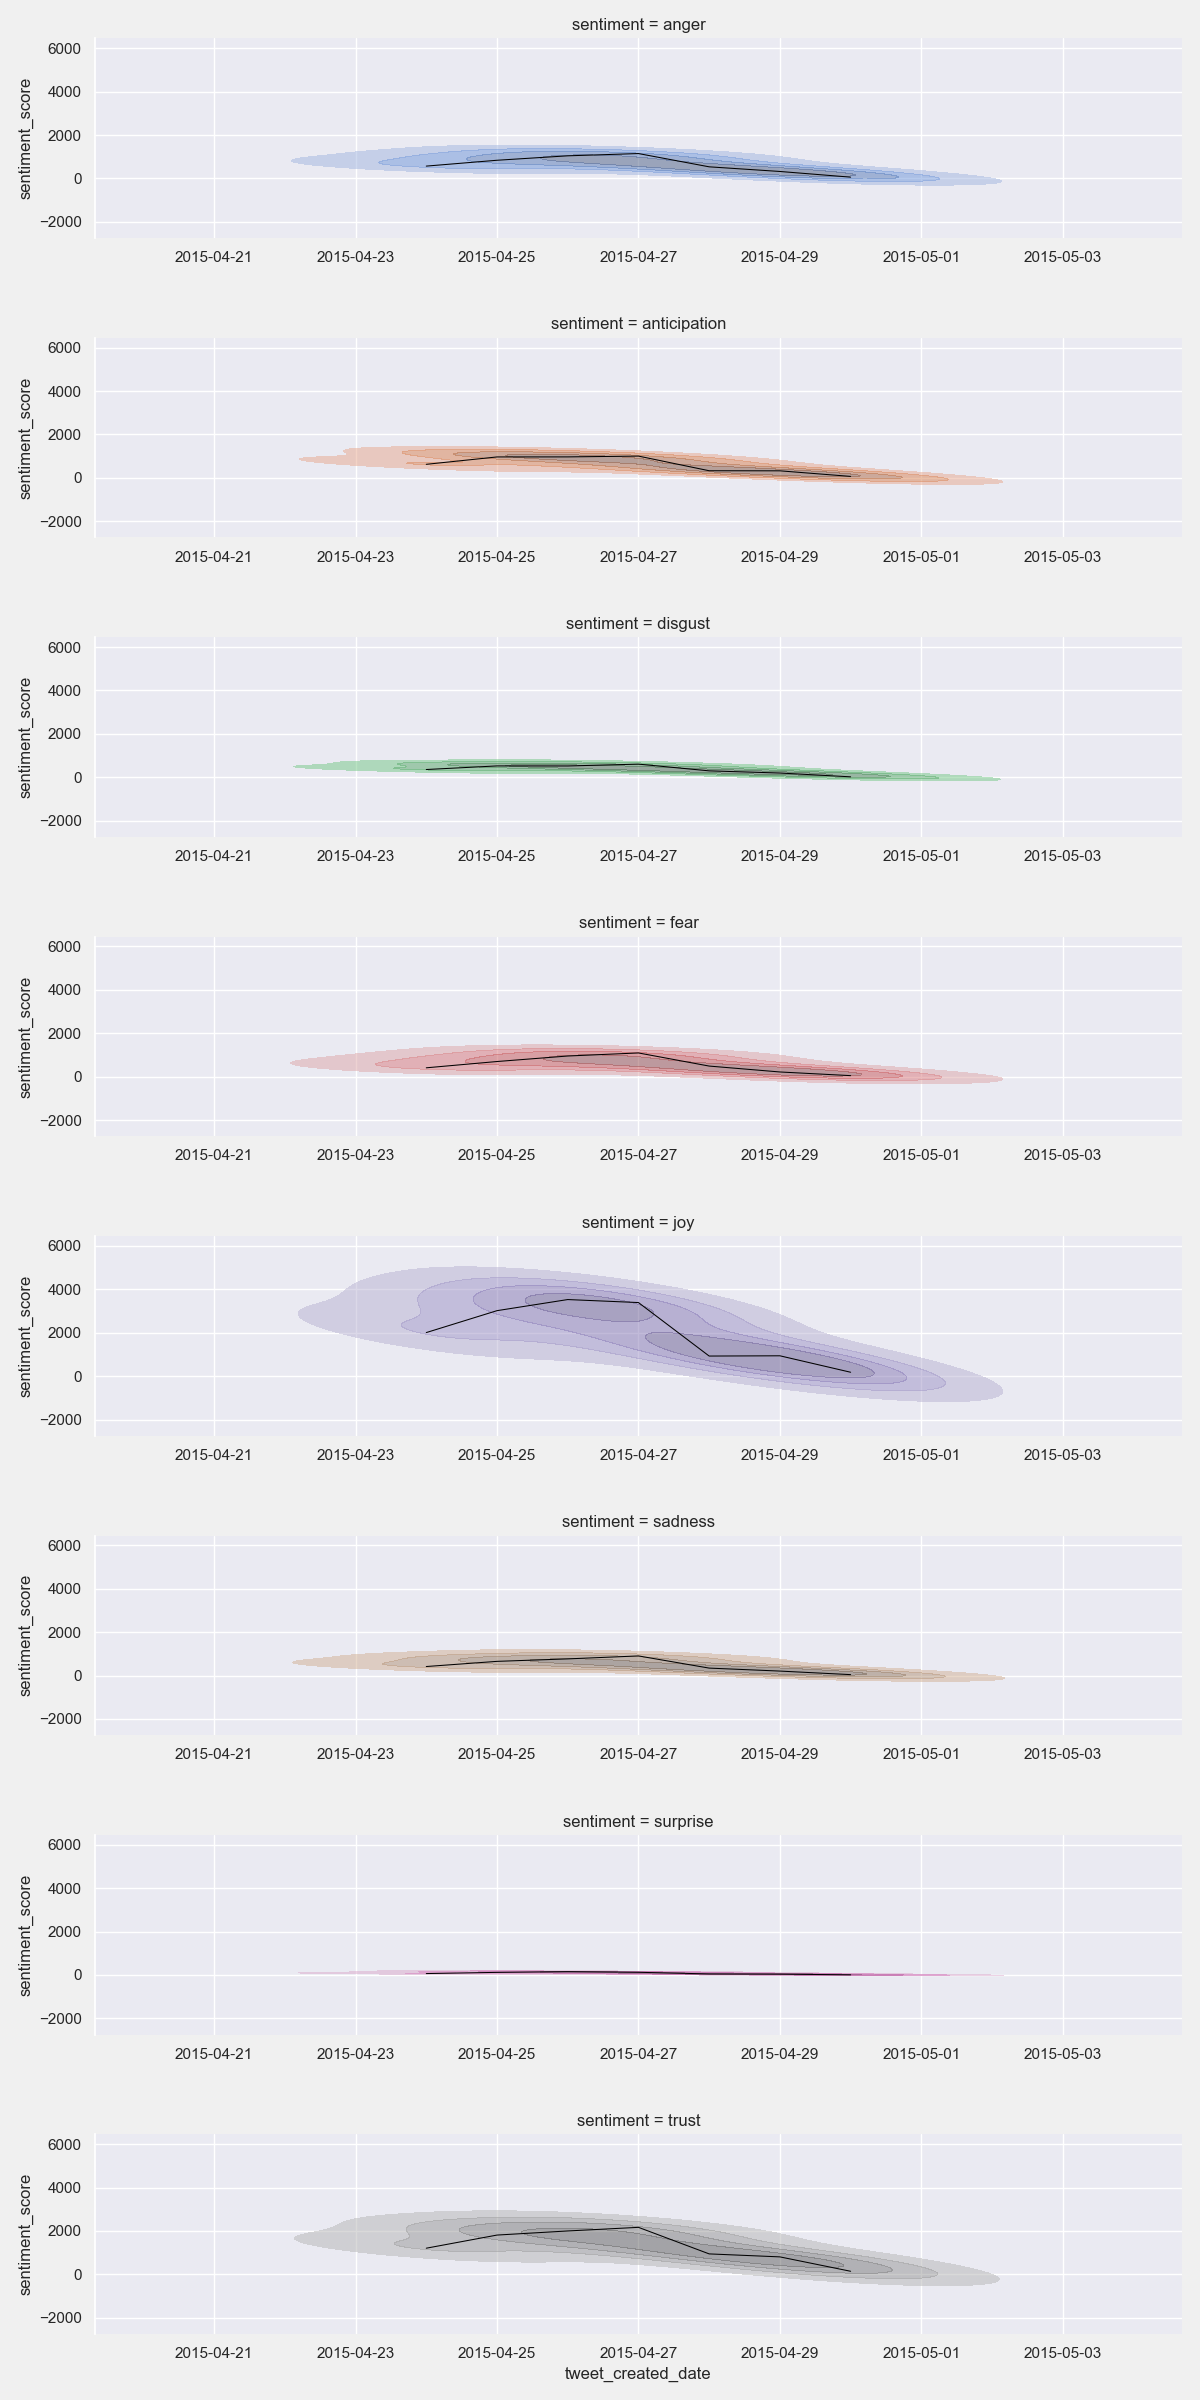 sentiment = anger
6000
4000
2000
0
−2000
sentiment_score
2015-04-21 2015-04-23 2015-04-25 2015-04-27 2015-04-29 2015-05-01 2015-05-03
sentiment = anticipation
6000
4000
2000
0
−2000
sentiment_score
2015-04-21 2015-04-23 2015-04-25 2015-04-27 2015-04-29 2015-05-01 2015-05-03
sentiment = disgust
6000
4000
2000
0
−2000
sentiment_score
2015-04-21 2015-04-23 2015-04-25 2015-04-27 2015-04-29 2015-05-01 2015-05-03
sentiment = fear
6000
4000
2000
0
−2000
sentiment_score
2015-04-21 2015-04-23 2015-04-25 2015-04-27 2015-04-29 2015-05-01 2015-05-03
sentiment = joy
6000
4000
2000
0
−2000
sentiment_score
2015-04-21 2015-04-23 2015-04-25 2015-04-27 2015-04-29 2015-05-01 2015-05-03
sentiment = sadness
6000
4000
2000
0
−2000
sentiment_score
2015-04-21 2015-04-23 2015-04-25 2015-04-27 2015-04-29 2015-05-01 2015-05-03
sentiment = surprise
6000
4000
2000
0
−2000
sentiment_score
2015-04-21 2015-04-23 2015-04-25 2015-04-27 2015-04-29 2015-05-01 2015-05-03
sentiment = trust
6000
4000
2000
0
−2000
sentiment_score
2015-04-21 2015-04-23 2015-04-25 2015-04-27 2015-04-29 2015-05-01 2015-05-03
tweet_created_date